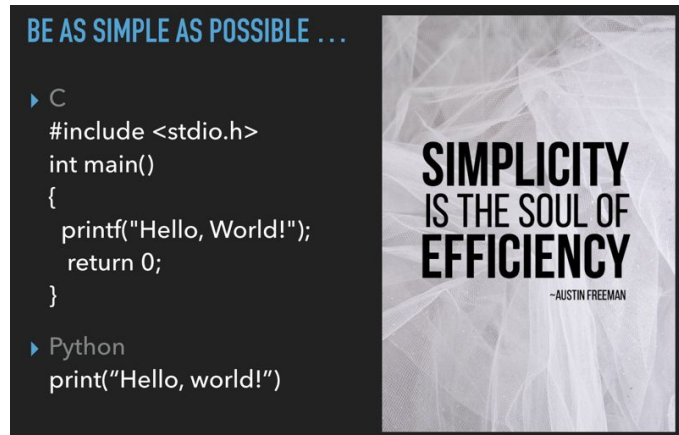 BE AS SIMPLE AS POSSIBLE ...
C
#include <stdio.h>
int main()
{
printf("Hello, World!");
return 0;
}
Python
print(“Hello, world!”)
SIMPLICITY
IS THE SOUL OF
EFFICIENCY
~AUSTIN FREEMAN